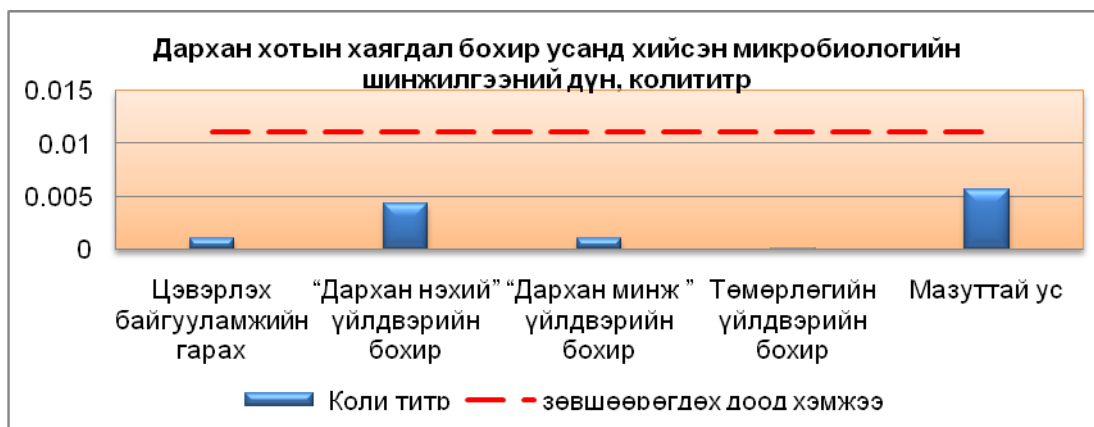 Дархан хотын хаягдал бохир усанд хийсэн микробиологийн
шинжилгээний дүн, колититр
0.015
0.01
0.005
0
Цэвэрлэх
байгууламжийн
гарах
“Дархан нэхий”
үйлдвэрийн
бохир
“Дархан минж ”
үйлдвэрийн
бохир
Төмөрлөгийн
үйлдвэрийн
бохир
Мазуттай ус
Коли титр
зөвшөөрөгдөх доод хэмжээ